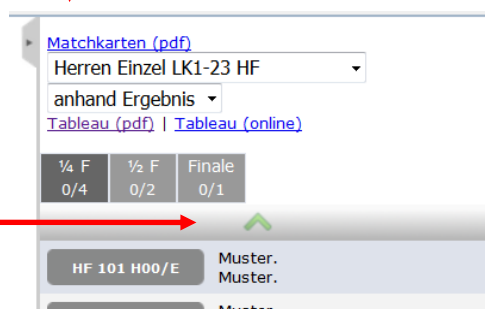 Matchkarten (pdf)
Herren Einzel LK1-23 HF
anhand Ergebnis
Tableau (pdf) | Tableau (online)
¼ F ½ F Finale
0/4 0/2 0/1
HF 101 H00/E Muster.
Muster.